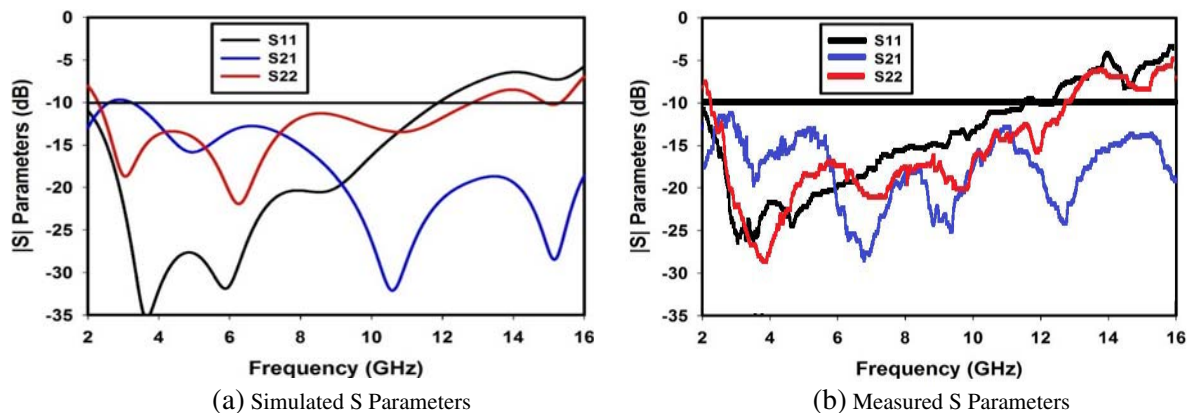 0
-5
-10
-15
-20
-25
-30
-35
|S| Parameters (dB)
S11
S21
S22
2 4 6 8 10 12 14 16
Frequency (GHz)
(a) Simulated S Parameters
0
-5
-10
-15
-20
-25
-30
-35
|S| Parameters (dB)
S11
S21
S22
2 4 6 8 10 12 14 16
Frequency (GHz)
(b) Measured S Parameters